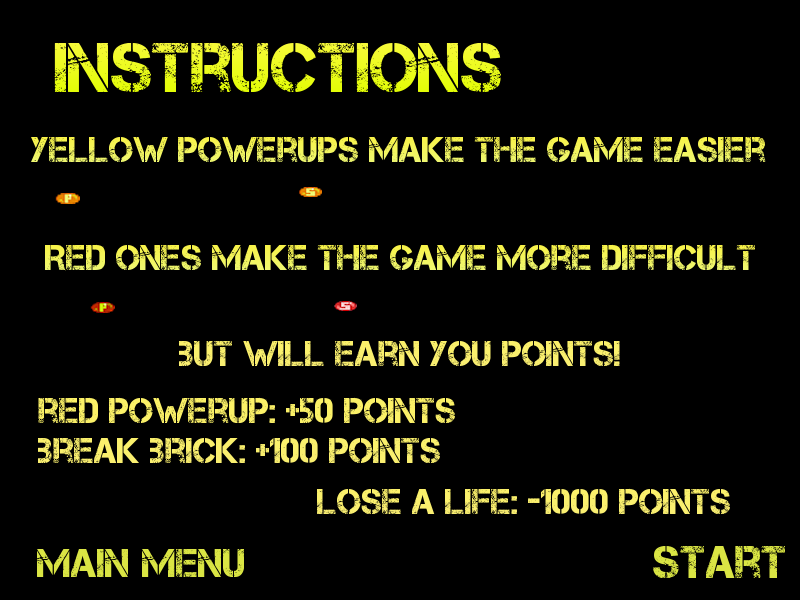 INSTRUCTIONS
YELLOW POWERUPS MAKE THE GAME EASIER
P S
RED ONES MAKE THE GAME MORE DIFFICULT
P S
BUT WILL EARN YOU POINTS!
RED POWERUP: +50 POINTS
BREAK BRICK: +100 POINTS
LOSE A LIFE: -1000 POINTS
MAIN MENU START